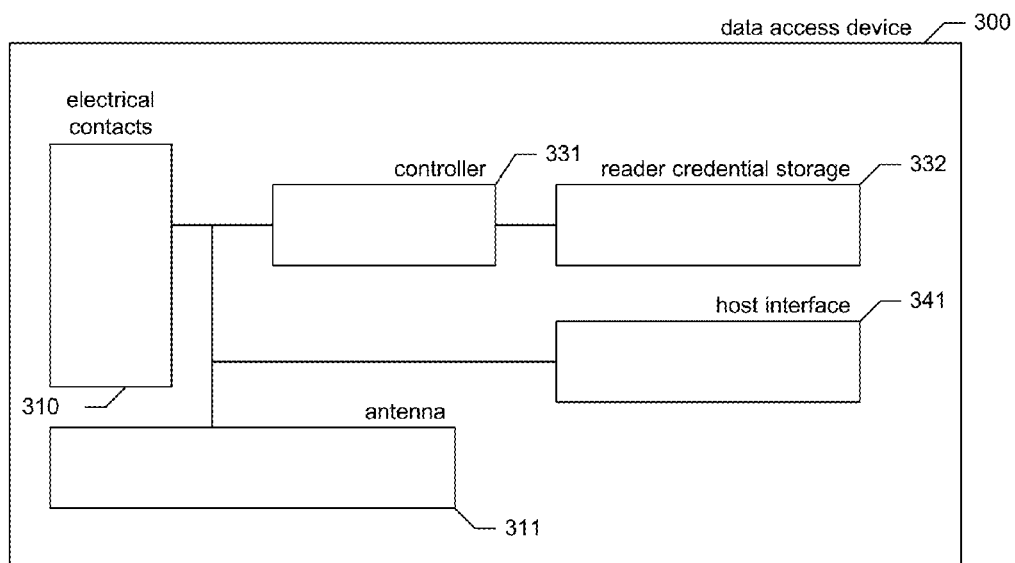 data access device 300
electrical
contacts
controller 331
reader credential storage 332
host interface 341
310
antenna
311